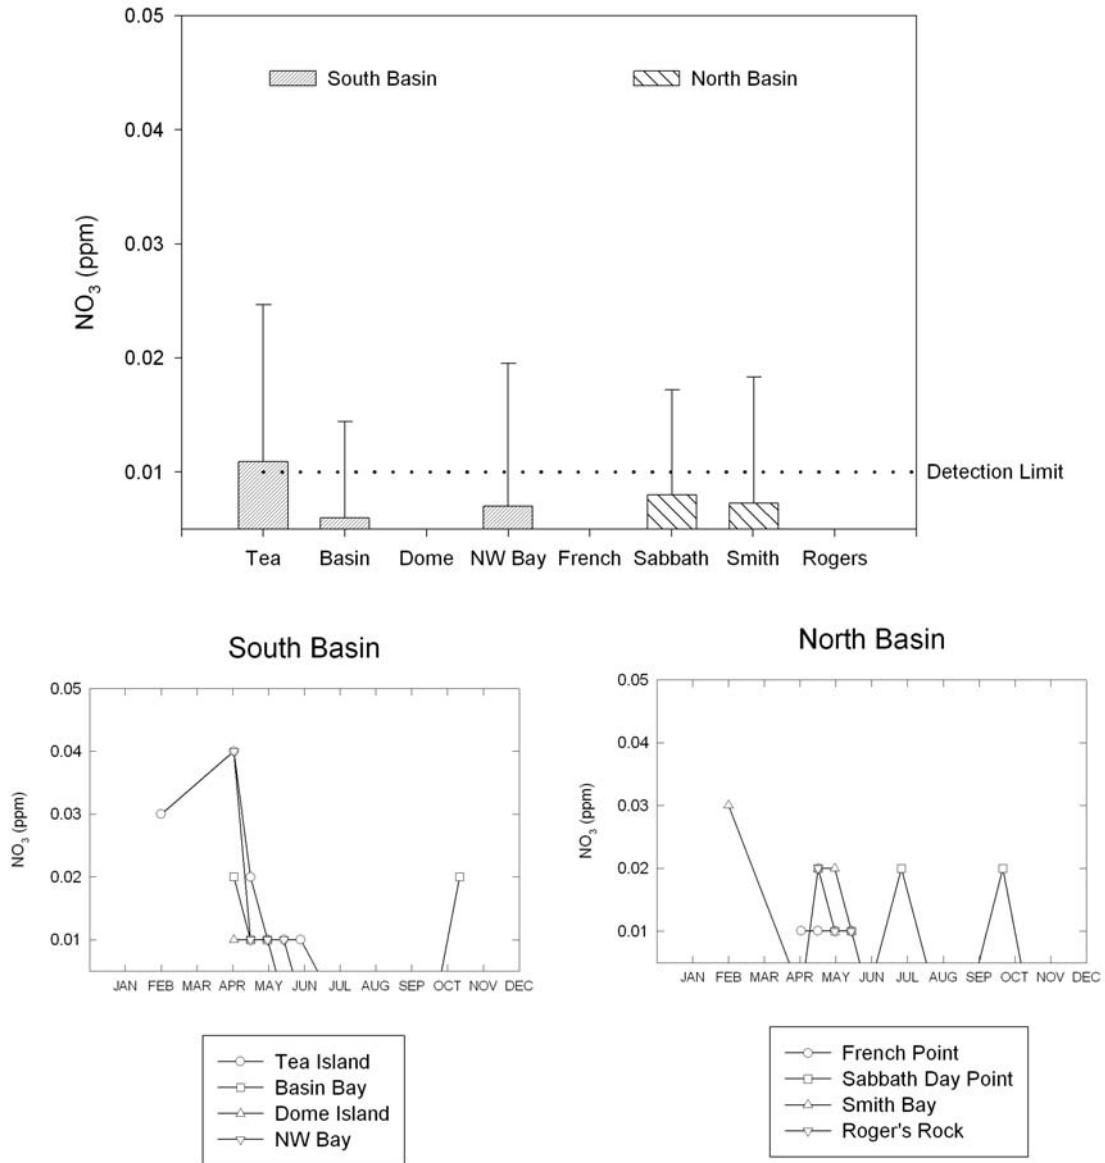 0.05
South Basin
North Basin
0.04
0.03
NO3 (ppm)
0.02
0.01
Detection Limit
Tea Basin Dome NW Bay French Sabbath Smith Rogers
South Basin
0.05
0.04
0.03
NO3 (ppm)
0.02
0.01
JAN FEB MAR APR MAY JUN JUL AUG SEP OCT NOV DEC
Tea Island
Basin Bay
Dome Island
NW Bay
North Basin
0.05
0.04
0.03
NO3 (ppm)
0.02
0.01
JAN FEB MAR APR MAY JUN JUL AUG SEP OCT NOV DEC
French Point
Sabbath Day Point
Smith Bay
Roger's Rock